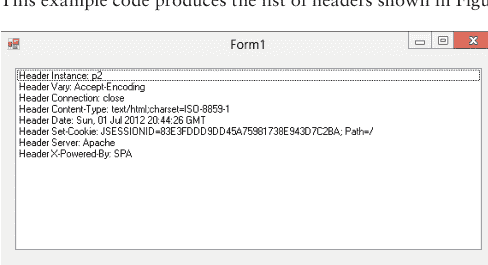 This example code produces the list of headers shown in Figu
Form1
Header Instance: p2
Header Vary: Accept-Encoding
Header Connection: close
Header Content-Type: text/html;charset=ISO-8859-1
Header Date: Sun, 01 Jul 2012 20:44:26 GMT
Header Set-Cookie: JSESSIONID=83E3FDDD9DD45A75981738E943D7C2BA; Path=/
Header Server: Apache
Header X-Powered-By: SPA